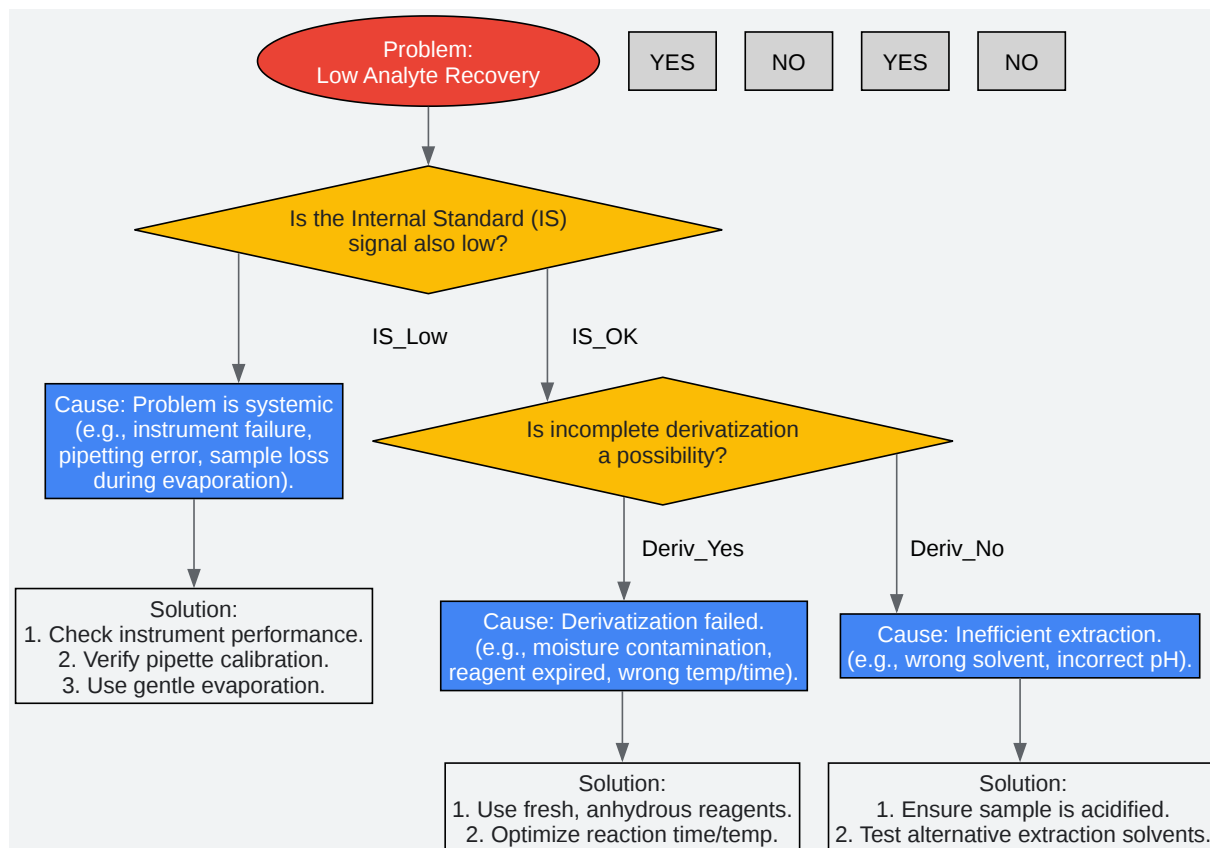 Problem:
Low Analyte Recovery
YES
NO
YES
NO
Is the Internal Standard (IS)
signal also low?
IS_Low
IS_OK
Cause: Problem is systemic
(e.g., instrument failure,
pipetting error, sample loss
during evaporation).
Is incomplete derivatization
a possibility?
Deriv_Yes
Deriv_No
Solution:
1. Check instrument performance.
2. Verify pipette calibration.
3. Use gentle evaporation.
Cause: Derivatization failed.
(e.g., moisture contamination,
reagent expired, wrong temp/time).
Cause: Inefficient extraction.
(e.g., wrong solvent, incorrect pH).
Solution:
1. Use fresh, anhydrous reagents.
2. Optimize reaction time/temp.
Solution:
1. Ensure sample is acidified.
2. Test alternative extraction solvents.